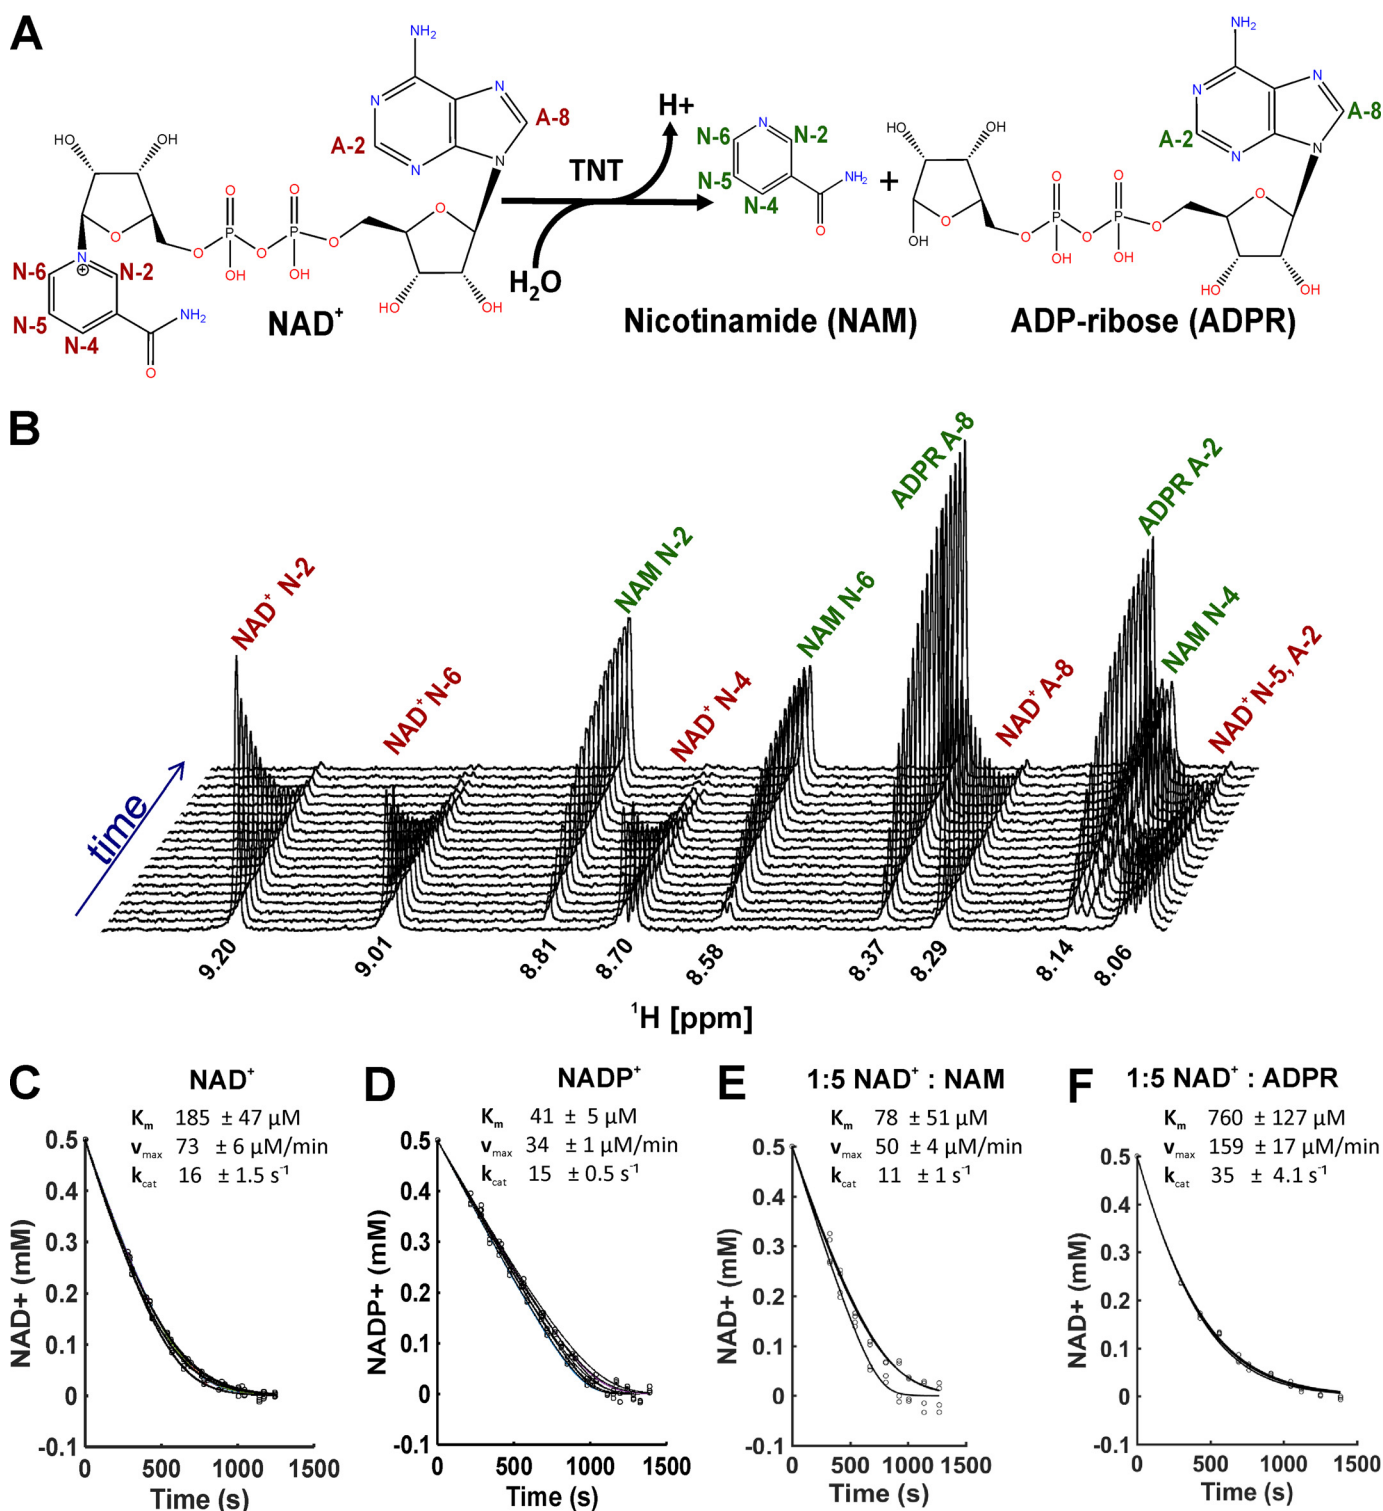 A
NH2
N
N
N
N
A-2
A-8
HO
OH
O
N
⊕
N-6
N-2
N-5
N-4
NH2
O
O
P
OH
O
O
P
OH
O
O
HO
OH
NAD+
TNT
H+
H2O
N
N-6
N-2
N-5
N-4
NH2
O
Nicotinamide (NAM)
+
NH2
N
N
N
N
A-2
A-8
HO
OH
O
OH
O
O
P
OH
O
O
P
OH
O
O
HO
OH
ADP-ribose (ADPR)
B
NAD+ N-2
NAD+ N-6
NAM N-2
NAD+ N-4
NAM N-6
ADPR A-8
NAD+ A-8
ADPR A-2
NAM N-4
NAD+ N-5, A-2
time
9.20
9.01
8.81
8.70
8.58
8.37
8.29
8.14
8.06
1H [ppm]
C
NAD+
Km 185 ± 47 µM
vmax 73 ± 6 µM/min
kcat 16 ± 1.5 s-1
NAD+ (mM)
0.5
0.4
0.3
0.2
0.1
0
-0.1
0 500 1000 1500
Time (s)
D
NADP+
Km 41 ± 5 µM
vmax 34 ± 1 µM/min
kcat 15 ± 0.5 s-1
NADP+ (mM)
0.5
0.4
0.3
0.2
0.1
0
-0.1
0 500 1000 1500
Time (s)
E
1:5 NAD+ : NAM
Km 78 ± 51 µM
vmax 50 ± 4 µM/min
kcat 11 ± 1 s-1
NAD+ (mM)
0.5
0.4
0.3
0.2
0.1
0
-0.1
0 500 1000 1500
Time (s)
F
1:5 NAD+ : ADPR
Km 760 ± 127 µM
vmax 159 ± 17 µM/min
kcat 35 ± 4.1 s-1
NAD+ (mM)
0.5
0.4
0.3
0.2
0.1
0
-0.1
0 500 1000 1500
Time (s)